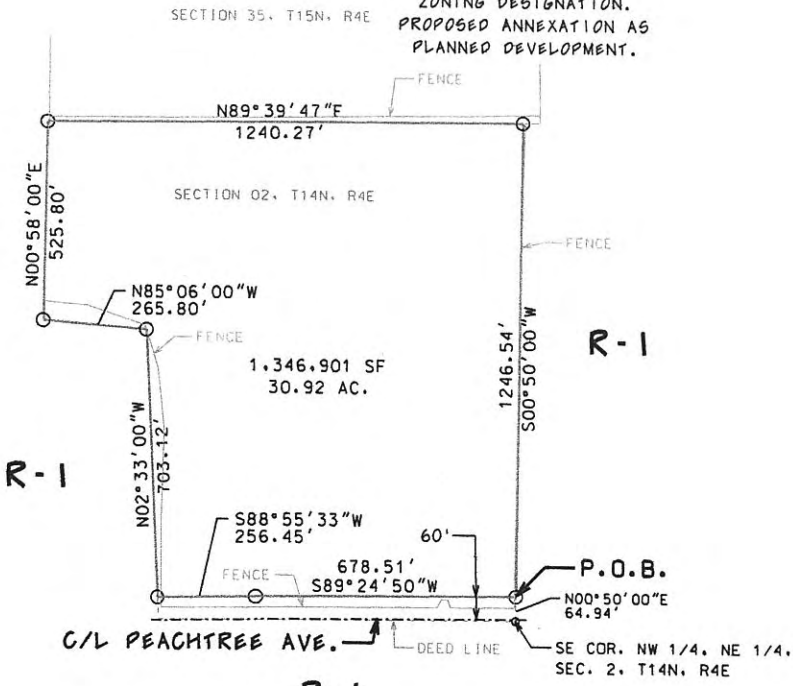 ZONING DESIGNATION.
SECTION 35, T15N, R4E
PROPOSED ANNEXATION AS
PLANNED DEVELOPMENT.
FENCE
N89°39'47"E
1240.27'
SECTION 02, T14N, R4E
N00°58'00"E
525.80'
FENCE
N85°06'00"W
265.80'
FENCE
1,346,901 SF
30.92 AC.
1246.54'
S00°50'00"W
R-1
R-1
N02°33'00"W
703.12'
S88°55'33"W
256.45'
60'
678.51'
S89°24'50"W
FENCE
P.O.B.
N00°50'00"E
64.94'
C/L PEACHTREE AVE.
DEED LINE
SE COR. NW 1/4, NE 1/4,
SEC. 2, T14N, R4E